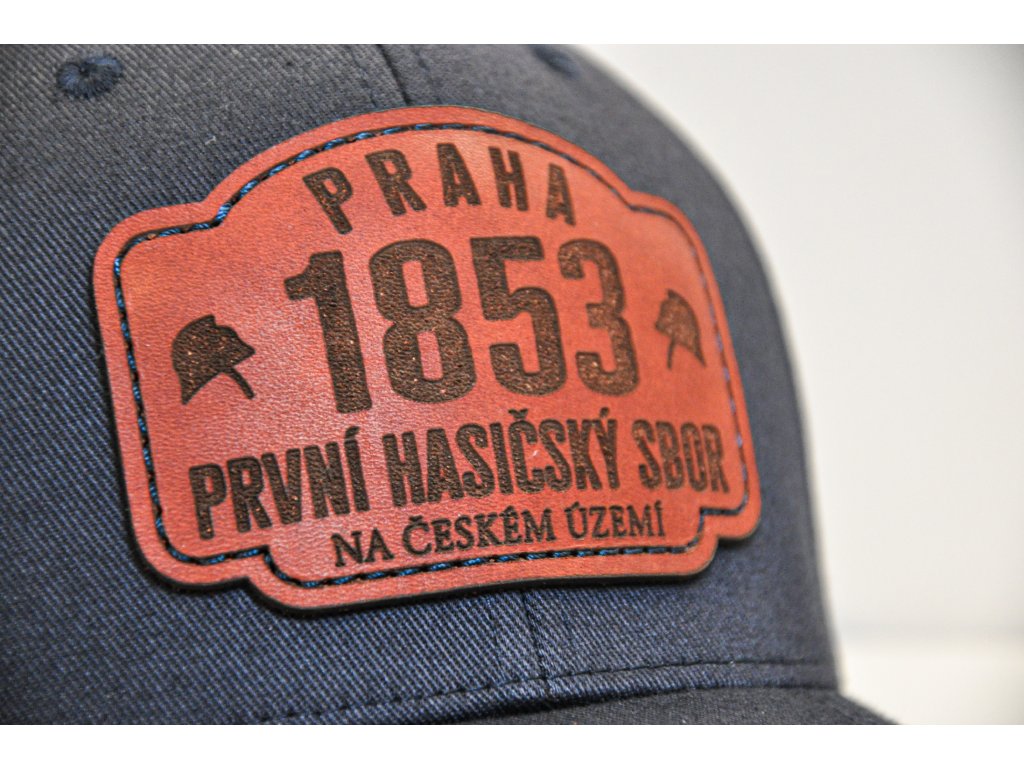 PRAHA
1853
PRVNÍ HASIČSKÝ SBOR
NA ČESKÉM ÚZEMÍ